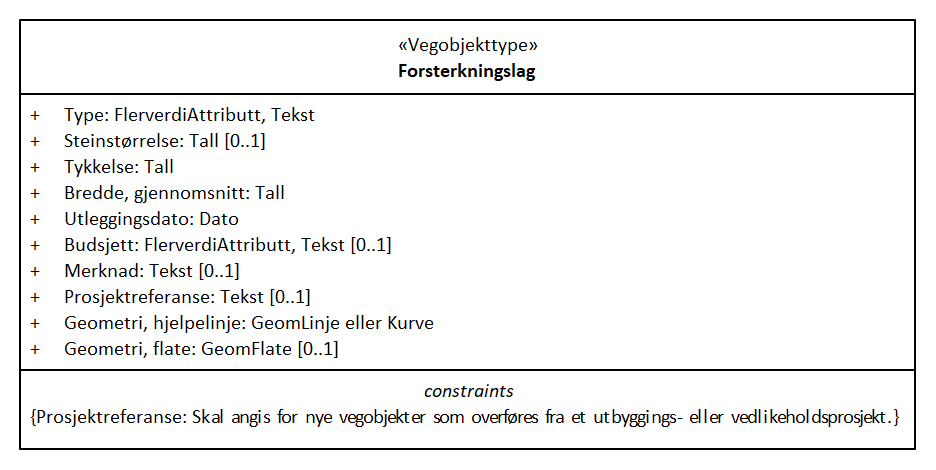 «Vegobjekttype»
Forsterkningslag
+ Type: FlerverdiAttributt, Tekst
+ Steinstørrelse: Tall [0..1]
+ Tykkelse: Tall
+ Bredde, gjennomsnitt: Tall
+ Utleggingsdato: Dato
+ Budsjett: FlerverdiAttributt, Tekst [0..1]
+ Merknad: Tekst [0..1]
+ Prosjektreferanse: Tekst [0..1]
+ Geometri, hjelpelinje: GeomLinje eller Kurve
+ Geometri, flate: GeomFlate [0..1]
constraints
{Prosjektreferanse: Skal angis for nye vegobjekter som overføres fra et utbyggings- eller vedlikeholdsprosjekt.}